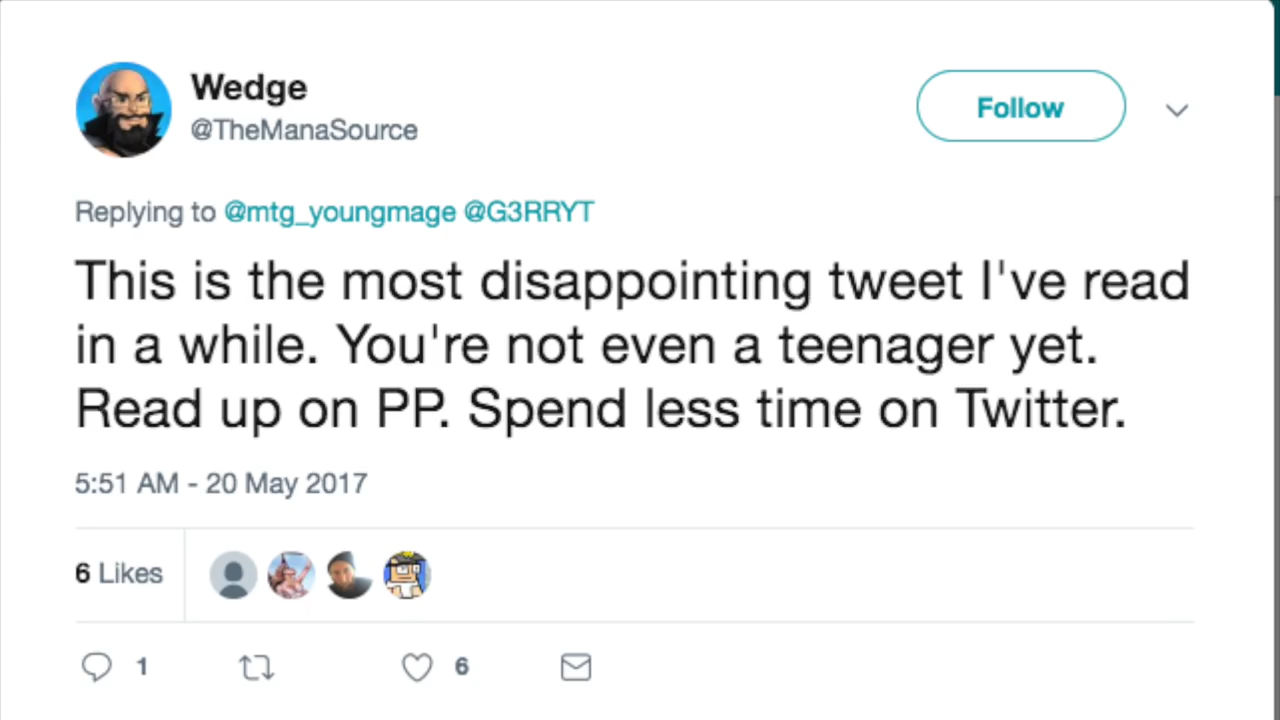 Wedge
@TheManaSource
Follow
Replying to @mtg_youngmage @G3RRYT
This is the most disappointing tweet I've read
in a while. You're not even a teenager yet.
Read up on PP. Spend less time on Twitter.
5:51 AM - 20 May 2017
6 Likes
1
6